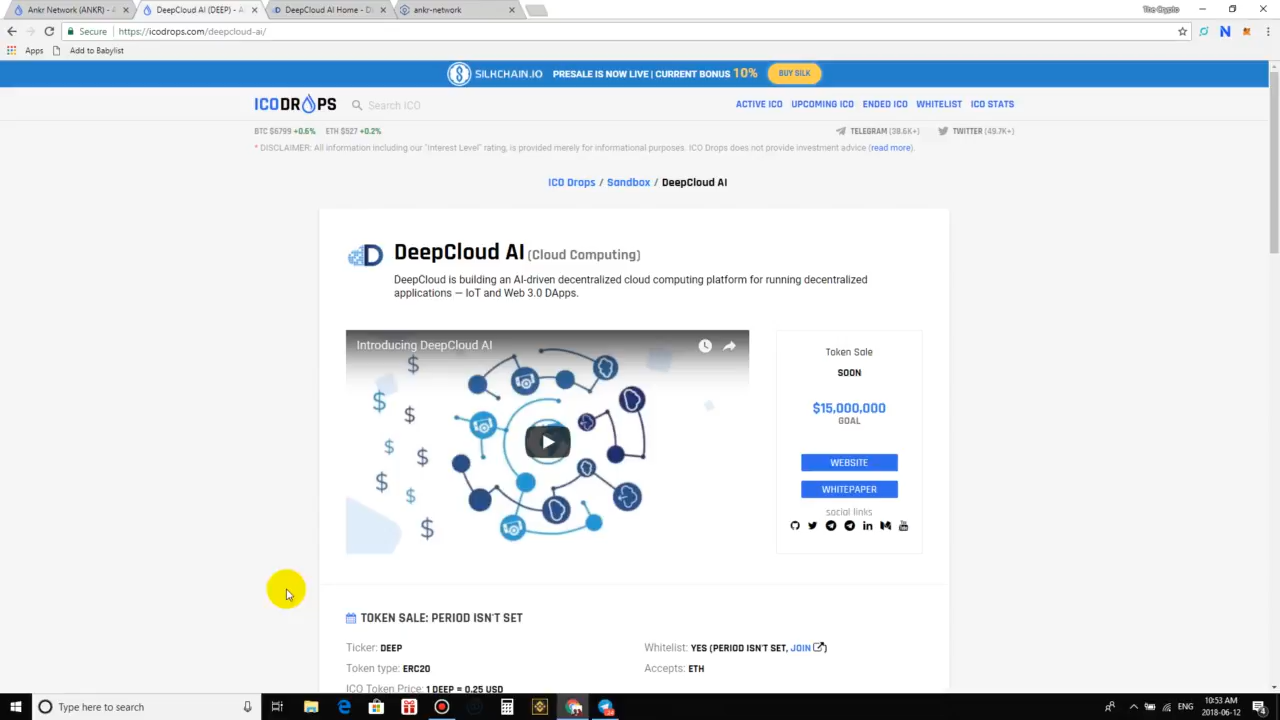 Ankr Network (ANKR) - A
DeepCloud AI (DEEP) - A
DeepCloud AI Home - D
ankr-network
The Crypto
Secure
https://icodrops.com/deepcloud-ai/
Apps
Add to Babylist
SILKCHAIN.IO PRESALE IS NOW LIVE | CURRENT BONUS 10% BUY SILK
ICODROPS
Search ICO
ACTIVE ICO UPCOMING ICO ENDED ICO WHITELIST ICO STATS
BTC $6799 +0.6% ETH $527 +0.2%
TELEGRAM (38.6K+) TWITTER (49.7K+)
* DISCLAIMER: All information including our "Interest Level" rating, is provided merely for informational purposes. ICO Drops does not provide investment advice (read more).
ICO Drops / Sandbox / DeepCloud AI
DeepCloud AI (Cloud Computing)
DeepCloud is building an AI-driven decentralized cloud computing platform for running decentralized
applications — IoT and Web 3.0 DApps.
Introducing DeepCloud AI
Token Sale
SOON
$15,000,000
GOAL
WEBSITE
WHITEPAPER
social links
TOKEN SALE: PERIOD ISN'T SET
Ticker: DEEP
Token type: ERC20
ICO Token Price: 1 DEEP = 0.25 USD
Whitelist: YES (PERIOD ISN'T SET, JOIN)
Accepts: ETH
Type here to search
ENG
10:53 AM
2018-06-12